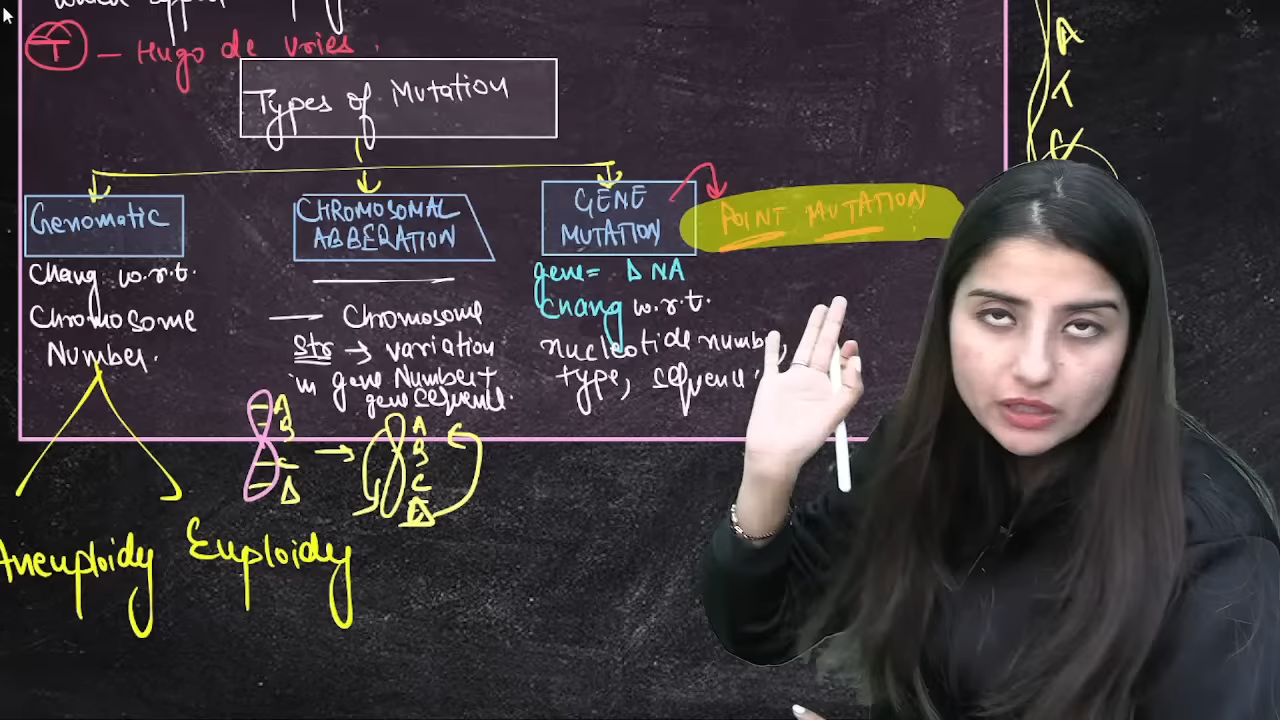 which
T – Hugo de Vries.
Types of Mutation
Genomatic
Chang w.r.t.
Chromosome
Number.
Aneuploidy Euploidy
CHROMOSOMAL
ABBERATION
Chromosome
Str → variation
in gene Number +
gene sequence.
A
B
C
D
→
A
B
C
D
GENE
MUTATION
POINT MUTATION
gene = DNA
Chang w.r.t.
nucleotide number,
type, sequence
A
T